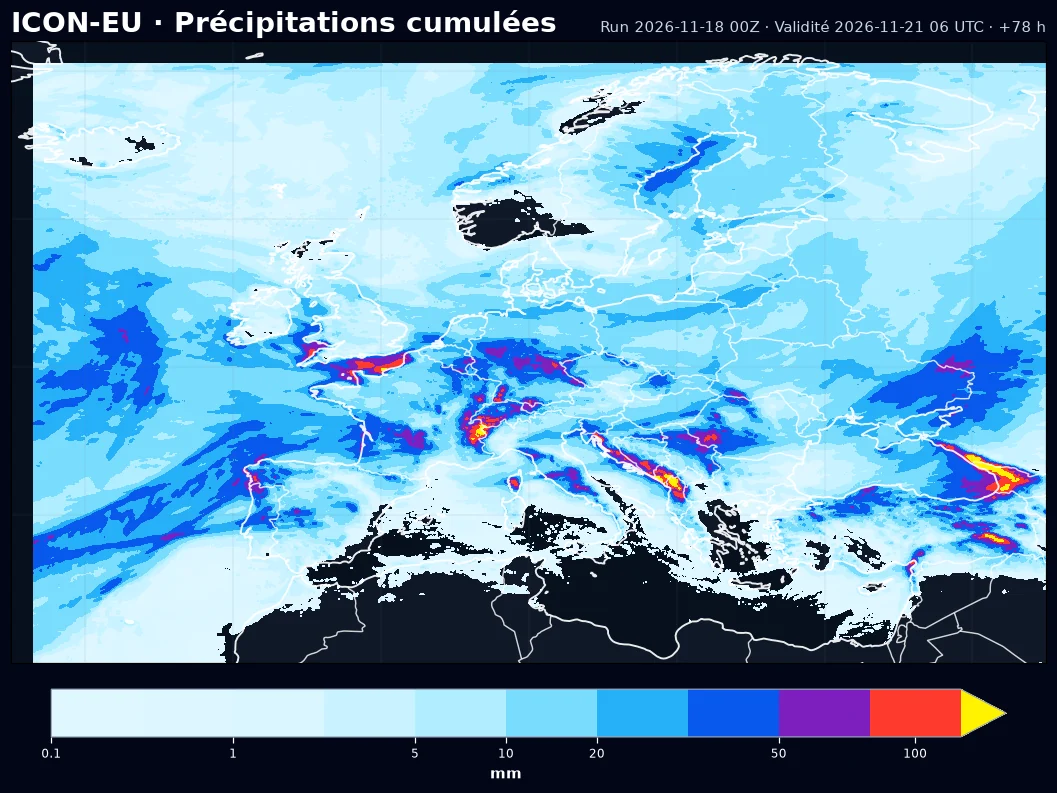 ICON-EU · Précipitations cumulées
Run 2026-11-18 00Z · Validité 2026-11-21 06 UTC · +78 h
0.1 1 5 10 20 50 100
mm